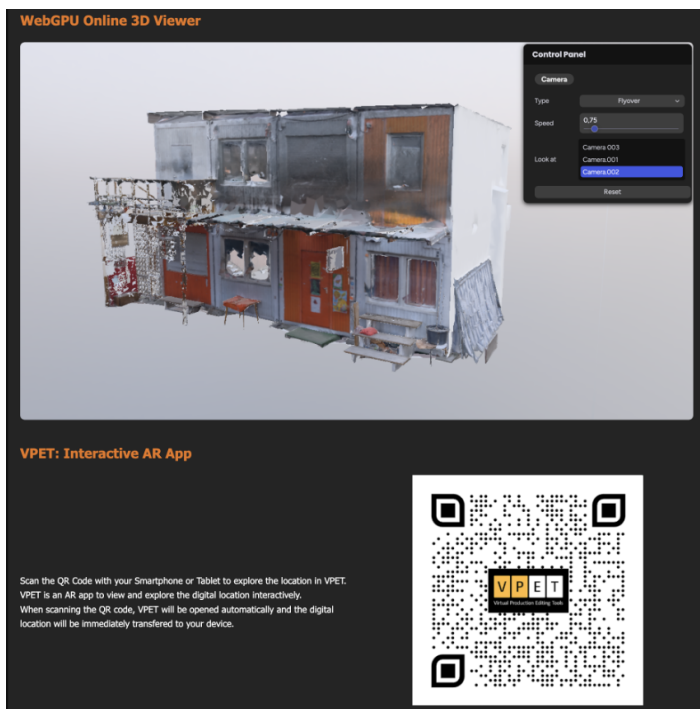 WebGPU Online 3D Viewer
Control Panel
Camera
Type
Flyover
Speed
0,75
Look at
Camera.003
Camera.001
Camera.002
Reset
VPET: Interactive AR App
Scan the QR Code with your Smartphone or Tablet to explore the location in VPET.
VPET is an AR app to view and explore the digital location interactively.
When scanning the QR code, VPET will be opened automatically and the digital
location will be immediately transfered to your device.
VPET
Virtual Production Editing Tools